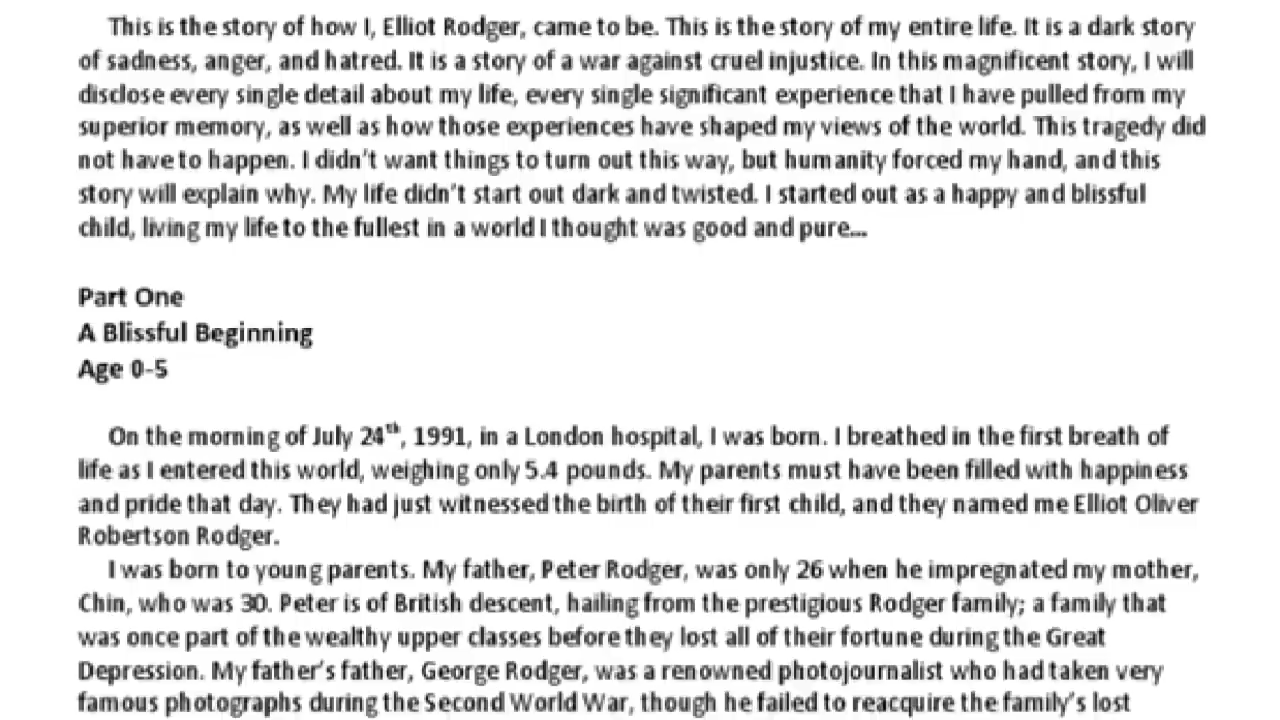 This is the story of how I, Elliot Rodger, came to be. This is the story of my entire life. It is a dark story
of sadness, anger, and hatred. It is a story of a war against cruel injustice. In this magnificent story, I will
disclose every single detail about my life, every single significant experience that I have pulled from my
superior memory, as well as how those experiences have shaped my views of the world. This tragedy did
not have to happen. I didn't want things to turn out this way, but humanity forced my hand, and this
story will explain why. My life didn't start out dark and twisted. I started out as a happy and blissful
child, living my life to the fullest in a world I thought was good and pure...
Part One
A Blissful Beginning
Age 0-5
On the morning of July 24th, 1991, in a London hospital, I was born. I breathed in the first breath of
life as I entered this world, weighing only 5.4 pounds. My parents must have been filled with happiness
and pride that day. They had just witnessed the birth of their first child, and they named me Elliot Oliver
Robertson Rodger.
I was born to young parents. My father, Peter Rodger, was only 26 when he impregnated my mother,
Chin, who was 30. Peter is of British descent, hailing from the prestigious Rodger family; a family that
was once part of the wealthy upper classes before they lost all of their fortune during the Great
Depression. My father's father, George Rodger, was a renowned photojournalist who had taken very
famous photographs during the Second World War, though he failed to reacquire the family's lost